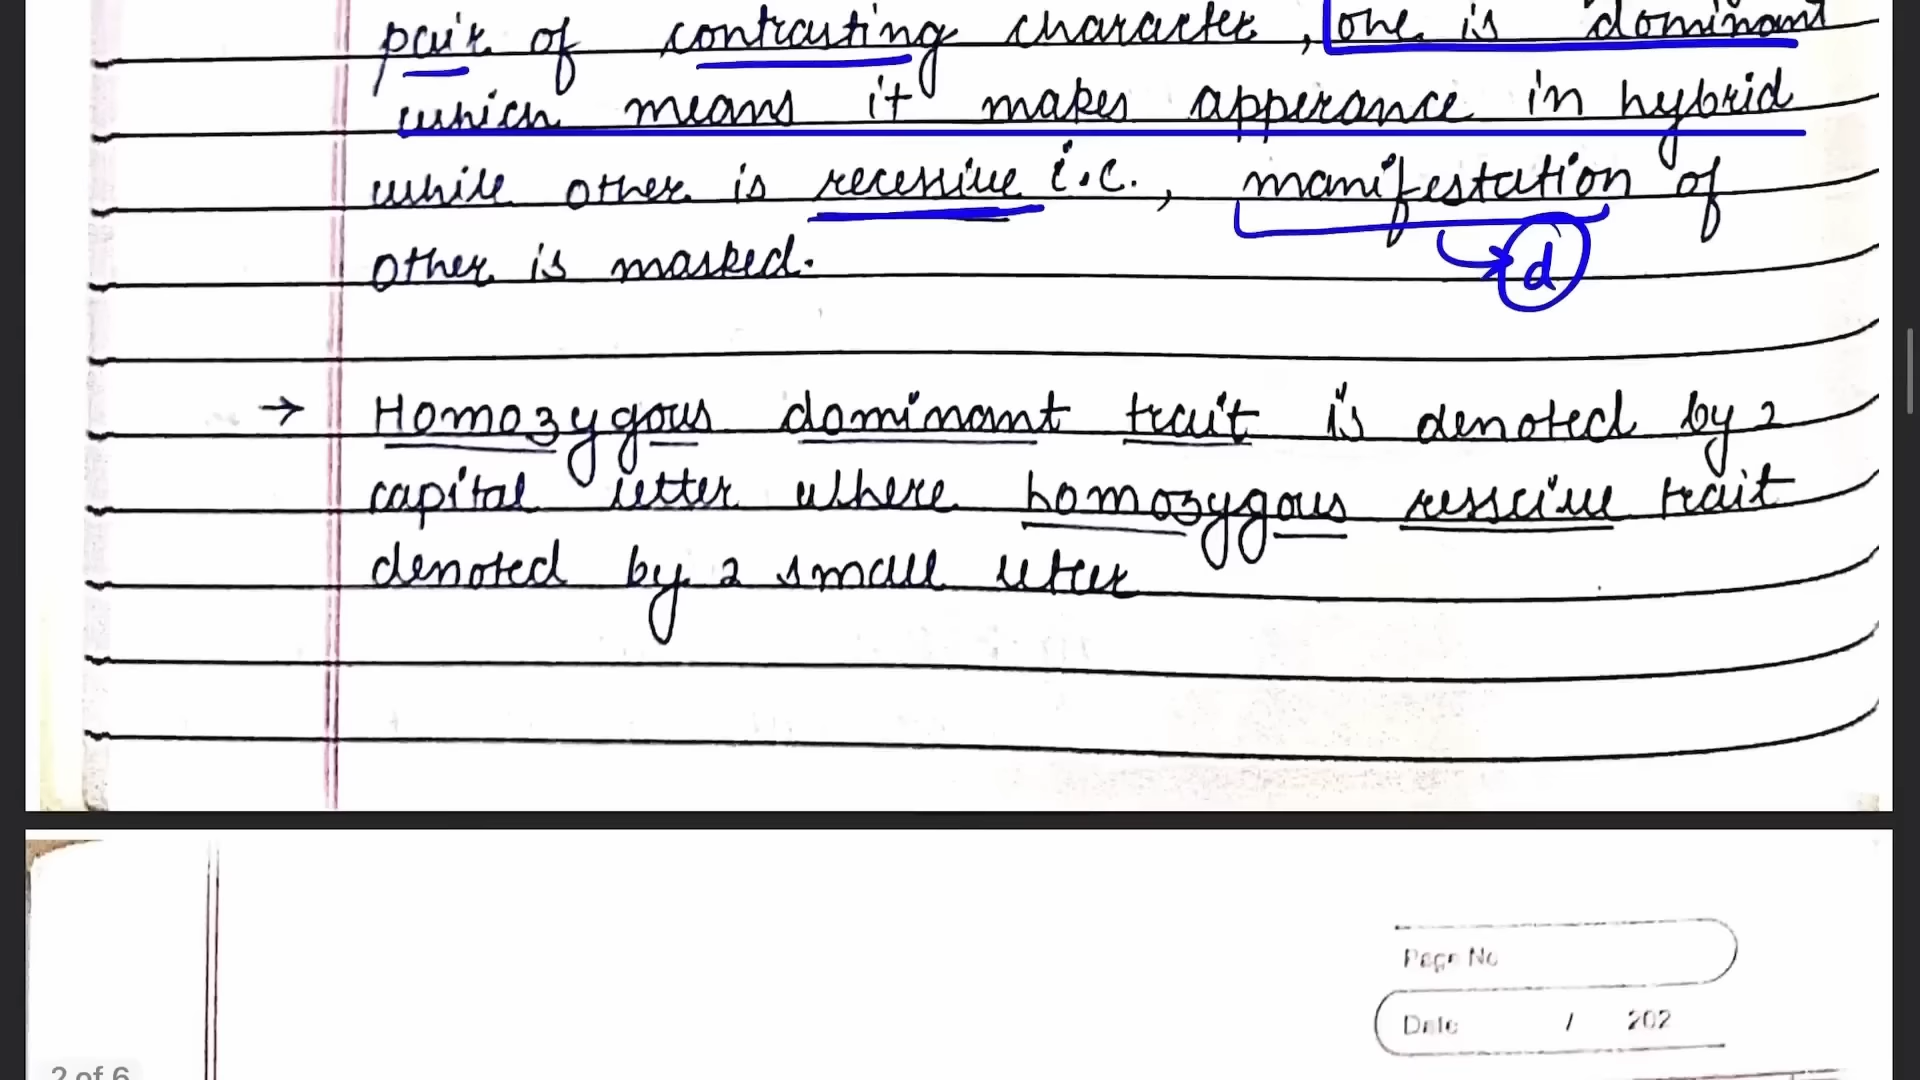 pair of contrasting character, one is dominant
which means it makes apperance in hybrid
while other is recessive i.e., manifestation of
d
other is masked.
→ Homozygous dominant trait is denoted by 2
capital letter where homozygous resscive trait
denoted by 2 small letter
Page No
Date / 202
2 of 6